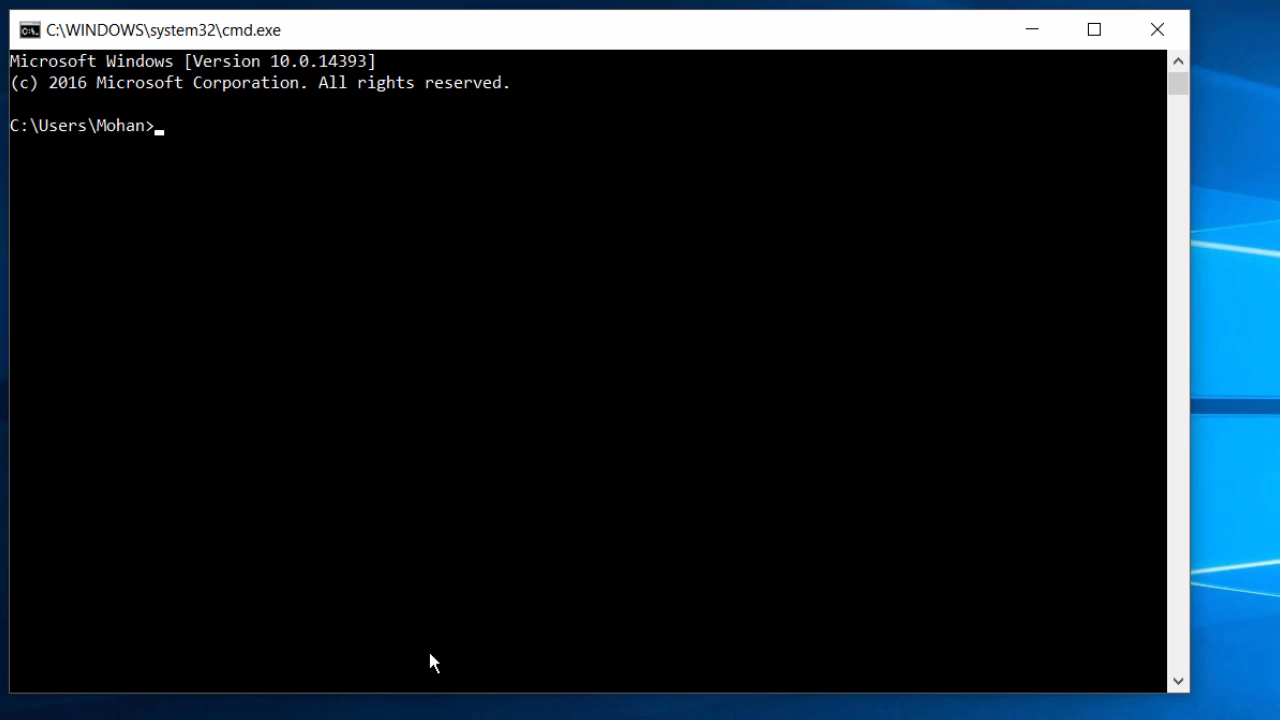 C:\WINDOWS\system32\cmd.exe
Microsoft Windows [Version 10.0.14393]
(c) 2016 Microsoft Corporation. All rights reserved.
C:\Users\Mohan>